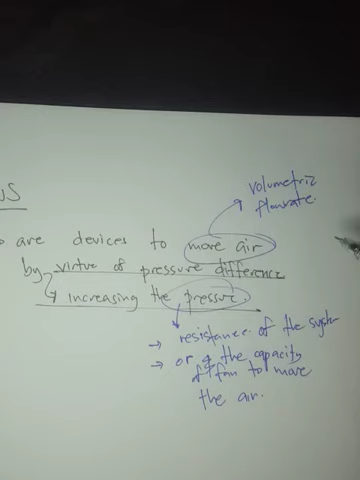 volumetric
flowrate.
are devices to move air
by virtue of pressure difference
increasing the pressure.
→ resistance of the system
→ or the capacity
of fan to move
the air.